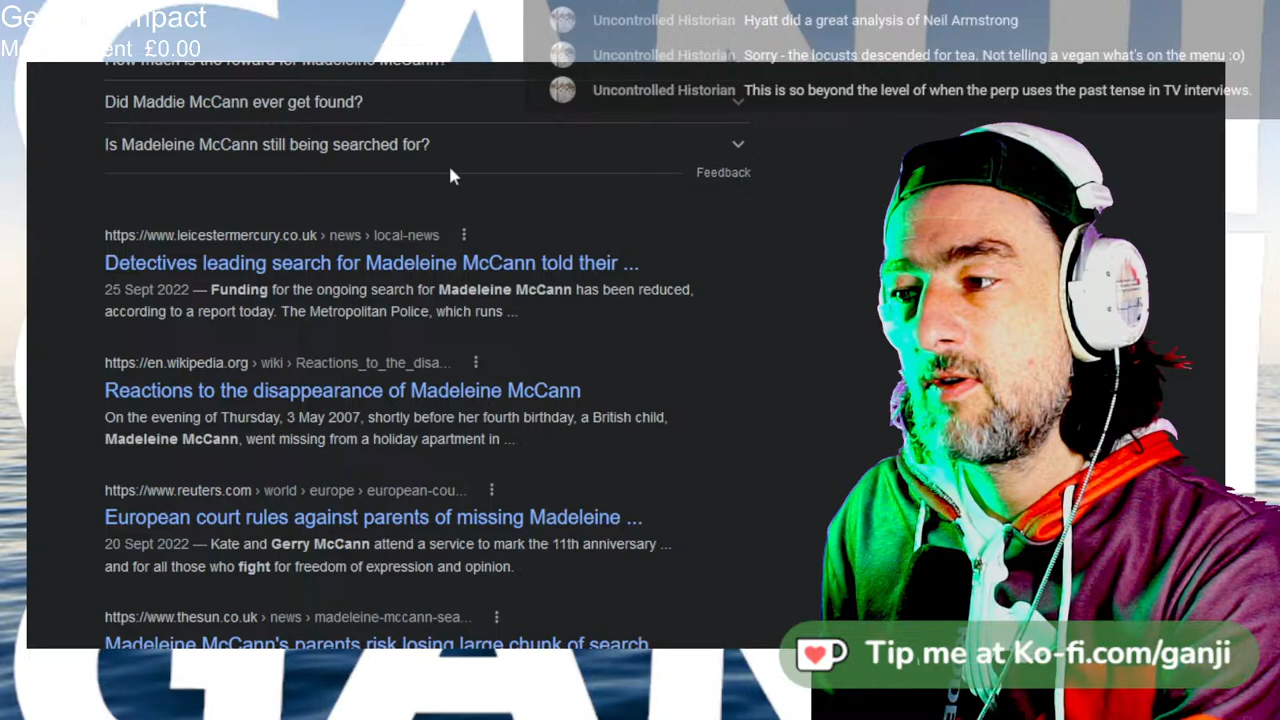 Uncontrolled Historian Hyatt did a great analysis of Neil Armstrong
£0.00
Uncontrolled Historian Sorry - the locusts descended for tea. Not telling a vegan what's on the menu :o)
Uncontrolled Historian This is so beyond the level of when the perp uses the past tense in TV interviews.
How much is the reward for Madeleine McCann?
Did Maddie McCann ever get found?
Is Madeleine McCann still being searched for?
Feedback
https://www.leicestermercury.co.uk › news › local-news
Detectives leading search for Madeleine McCann told their ...
25 Sept 2022 — Funding for the ongoing search for Madeleine McCann has been reduced,
according to a report today. The Metropolitan Police, which runs ...
https://en.wikipedia.org › wiki › Reactions_to_the_disa...
Reactions to the disappearance of Madeleine McCann
On the evening of Thursday, 3 May 2007, shortly before her fourth birthday, a British child,
Madeleine McCann, went missing from a holiday apartment in ...
https://www.reuters.com › world › europe › european-cou...
European court rules against parents of missing Madeleine ...
20 Sept 2022 — Kate and Gerry McCann attend a service to mark the 11th anniversary ...
and for all those who fight for freedom of expression and opinion.
https://www.thesun.co.uk › news › madeleine-mccann-sea...
Madeleine McCann's parents risk losing large chunk of search
Tip me at Ko-fi.com/ganji